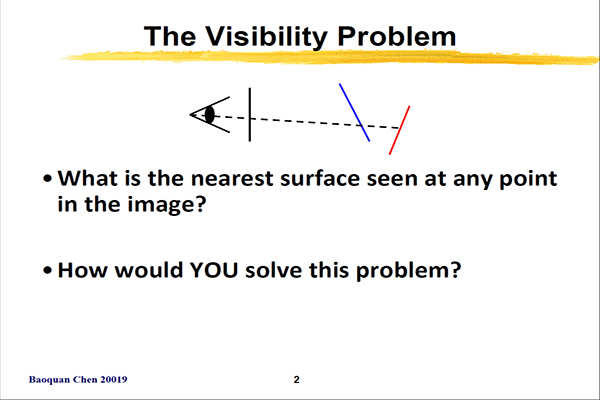 The Visibility Problem
• What is the nearest surface seen at any point
in the image?
• How would YOU solve this problem?
Baoquan Chen 20019
2